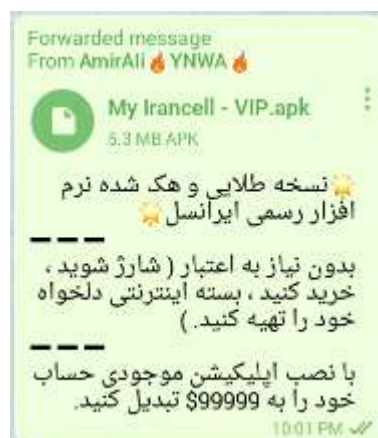 Forwarded message
From AmirAli🔥YNWA🔥
My Irancell - VIP.apk
5.3 MB APK
🌟نسخه طلایی و هک شده نرم
افزار رسمی ایرانسل🌟
➖➖➖
بدون نیاز به اعتبار ( شارژ شوید ،
خرید کنید ، بسته اینترنتی دلخواه
خود را تهیه کنید. )
➖➖➖
با نصب اپلیکیشن موجودی حساب
خود را به 99999$ تبدیل کنید.
10:01 PM